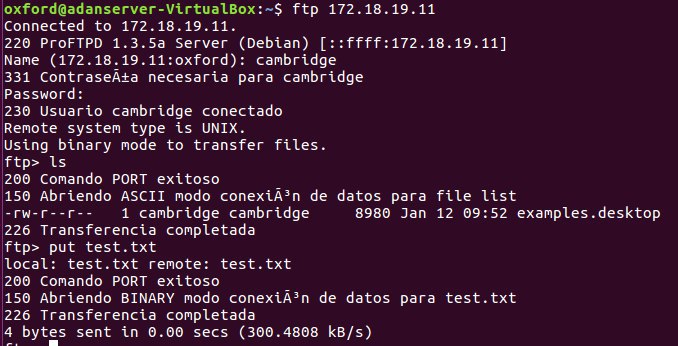 oxford@adanserver-VirtualBox:~$ ftp 172.18.19.11
Connected to 172.18.19.11.
220 ProFTPD 1.3.5a Server (Debian) [::ffff:172.18.19.11]
Name (172.18.19.11:oxford): cambridge
331 ContraseÃ±a necesaria para cambridge
Password:
230 Usuario cambridge conectado
Remote system type is UNIX.
Using binary mode to transfer files.
ftp> ls
200 Comando PORT exitoso
150 Abriendo ASCII modo conexiÃ³n de datos para file list
-rw-r--r--   1 cambridge cambridge     8980 Jan 12 09:52 examples.desktop
226 Transferencia completada
ftp> put test.txt
local: test.txt remote: test.txt
200 Comando PORT exitoso
150 Abriendo BINARY modo conexiÃ³n de datos para test.txt
226 Transferencia completada
4 bytes sent in 0.00 secs (300.4808 kB/s)
ftp>